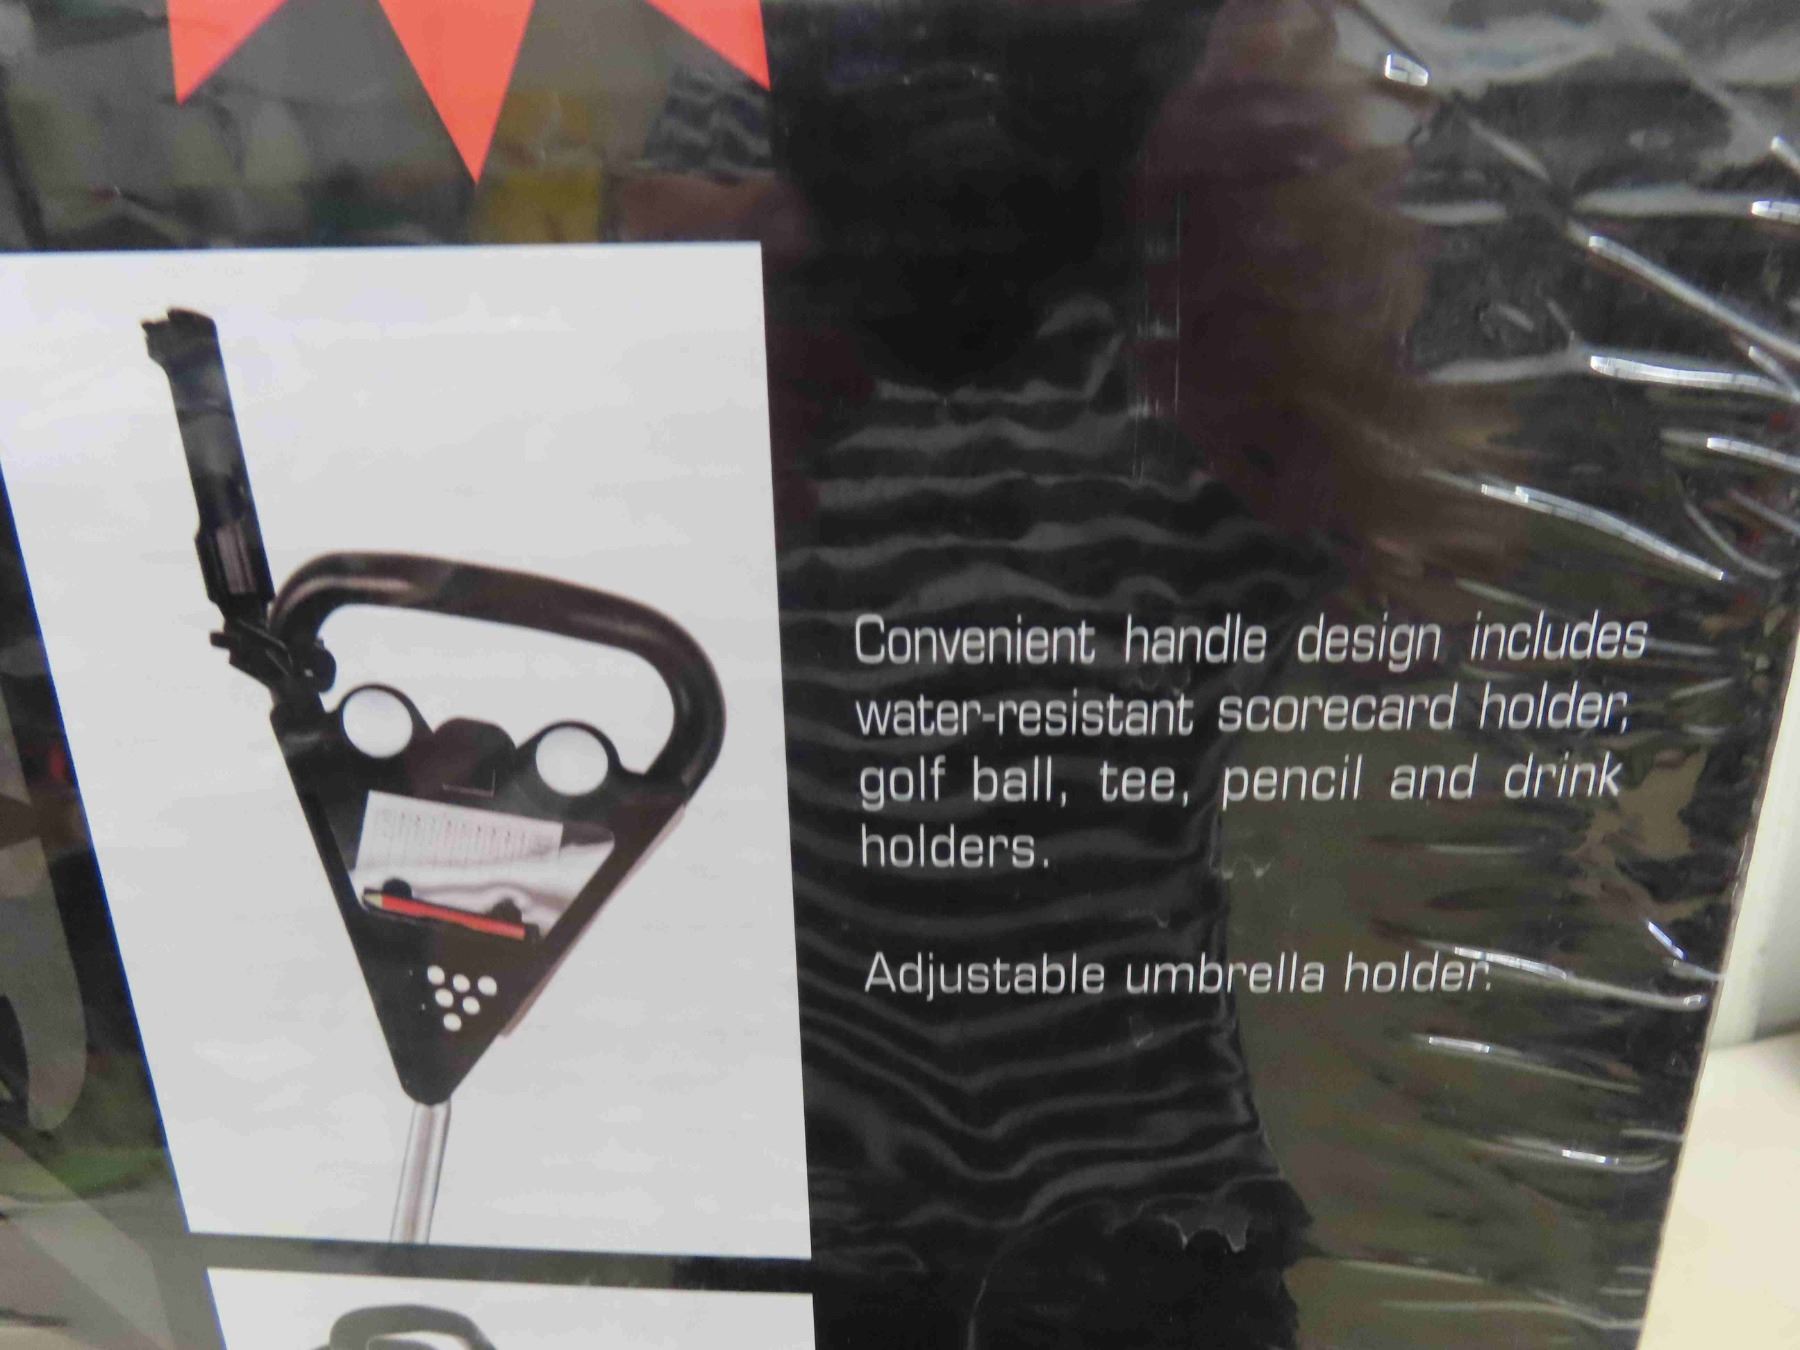 Convenient handle design includes
water-resistant scorecard holder,
golf ball, tee, pencil and drink
holders.
Adjustable umbrella holder.